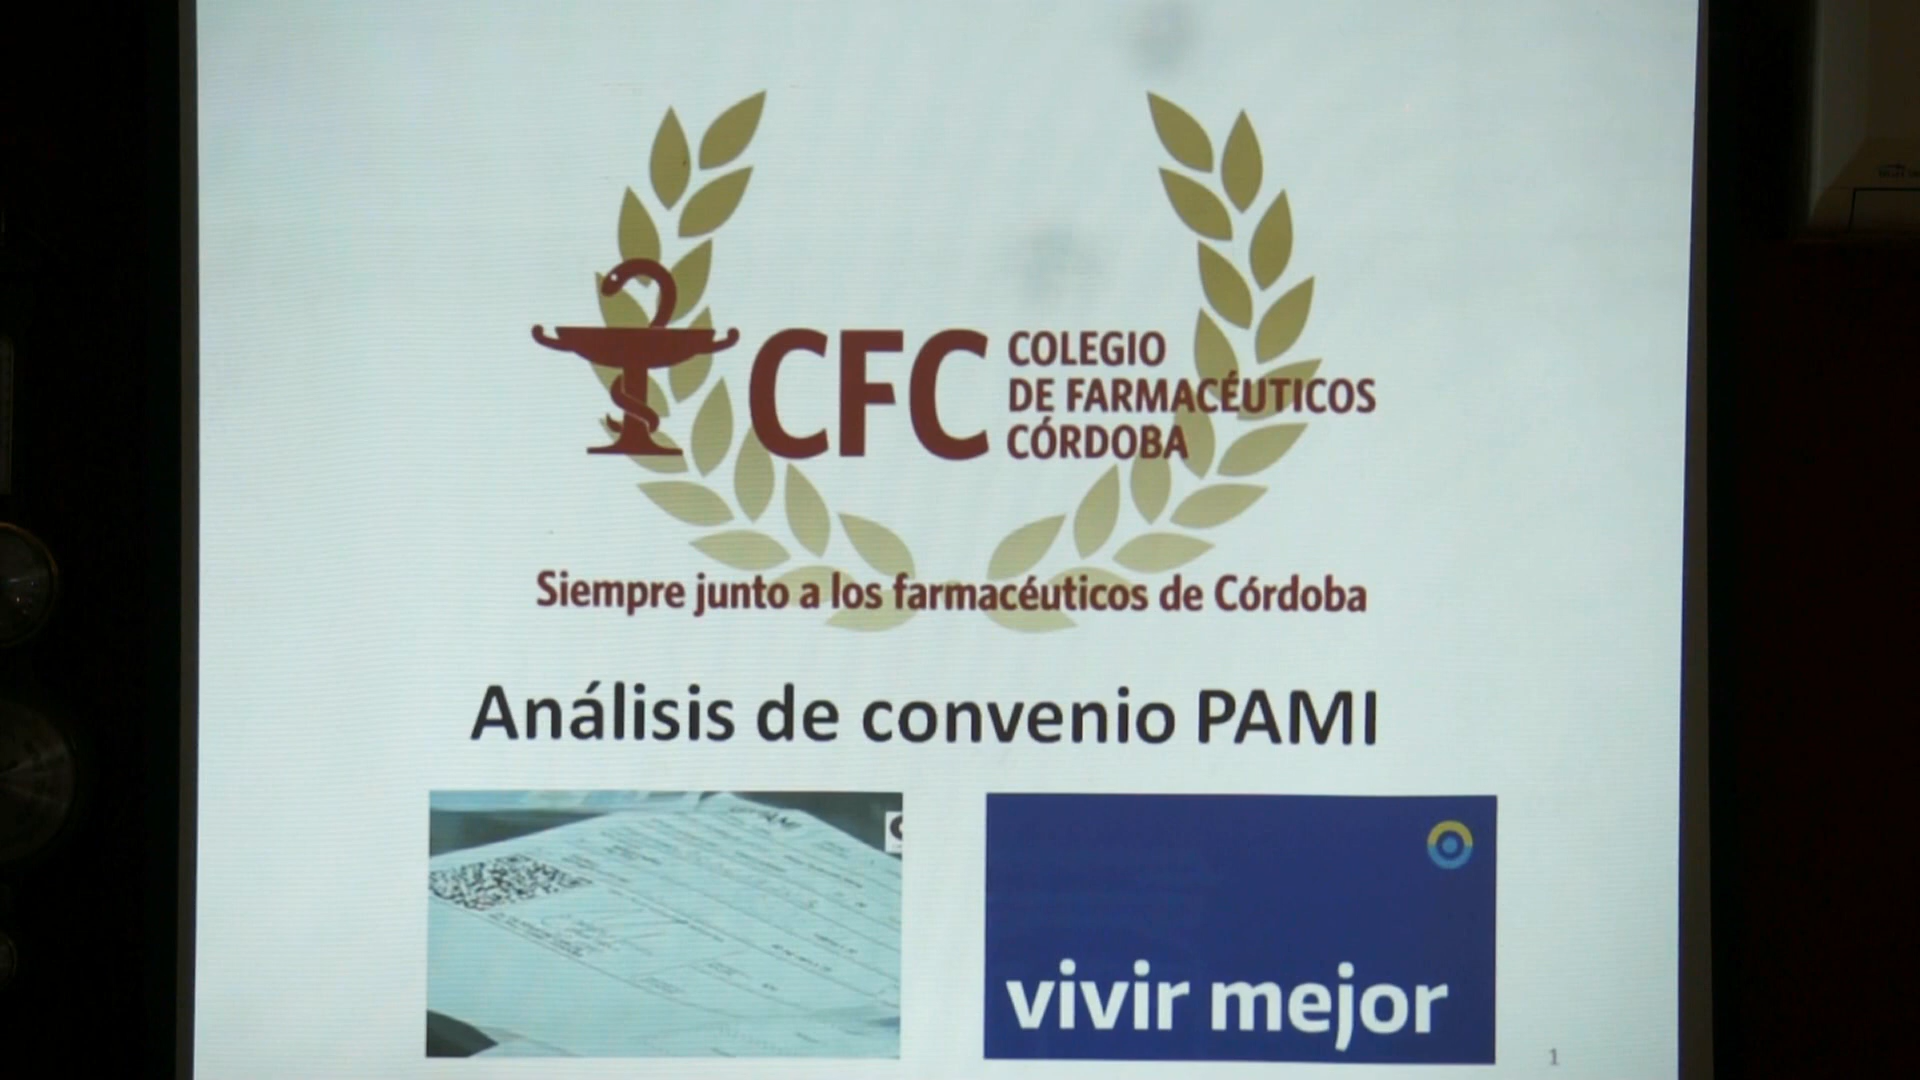 CFC
COLEGIO
DE FARMACÉUTICOS
CÓRDOBA
Siempre junto a los farmacéuticos de Córdoba
Análisis de convenio PAMI
vivir mejor
1